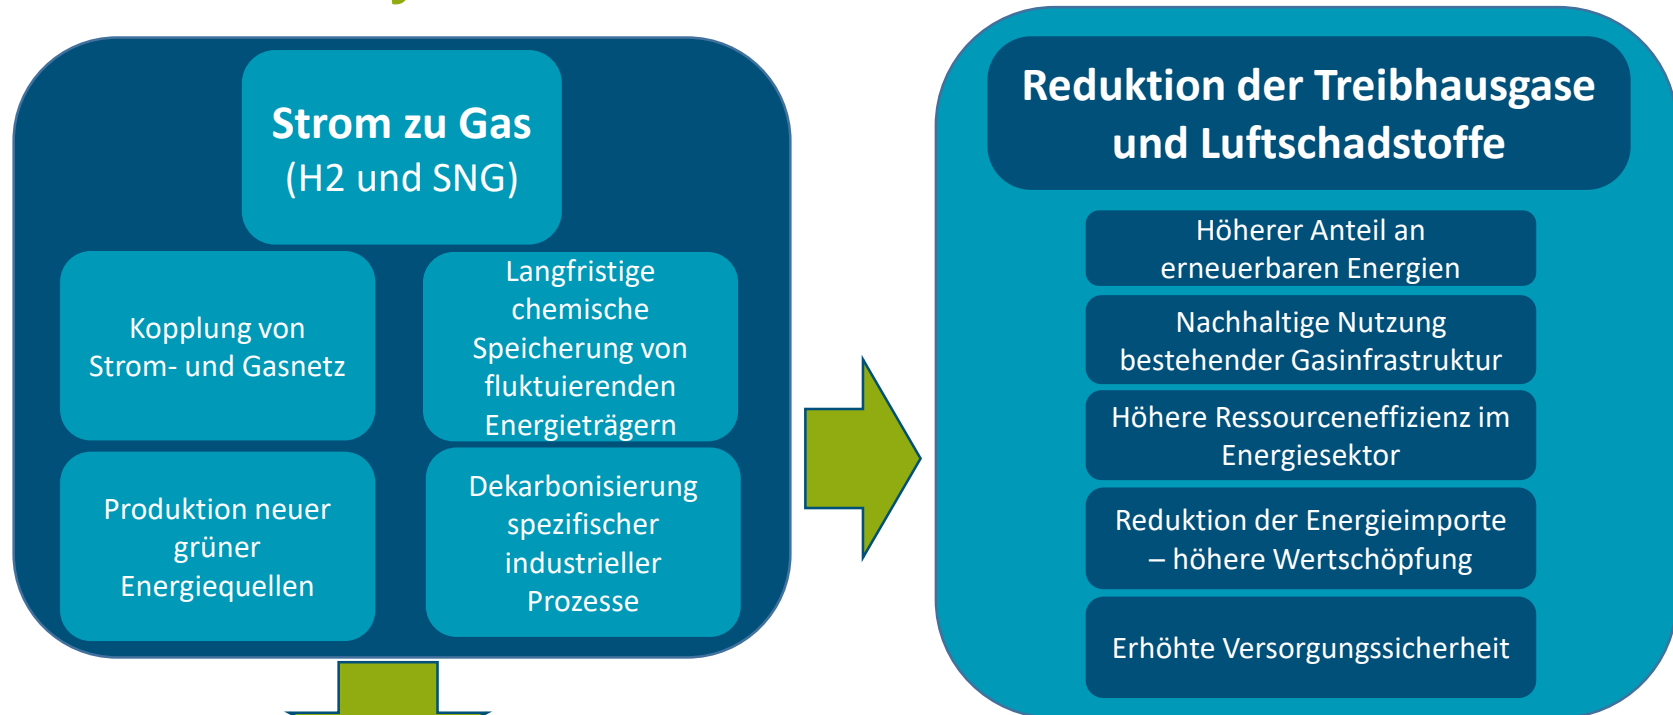 Strom zu Gas
(H2 und SNG)
Kopplung von
Strom- und Gasnetz
Langfristige
chemische
Speicherung von
fluktuierenden
Energieträgern
Produktion neuer
grüner
Energiequellen
Dekarbonisierung
spezifischer
industrieller
Prozesse
Reduktion der Treibhausgase
und Luftschadstoffe
Höherer Anteil an
erneuerbaren Energien
Nachhaltige Nutzung
bestehender Gasinfrastruktur
Höhere Ressourceneffizienz im
Energiesektor
Reduktion der Energieimporte
– höhere Wertschöpfung
Erhöhte Versorgungssicherheit